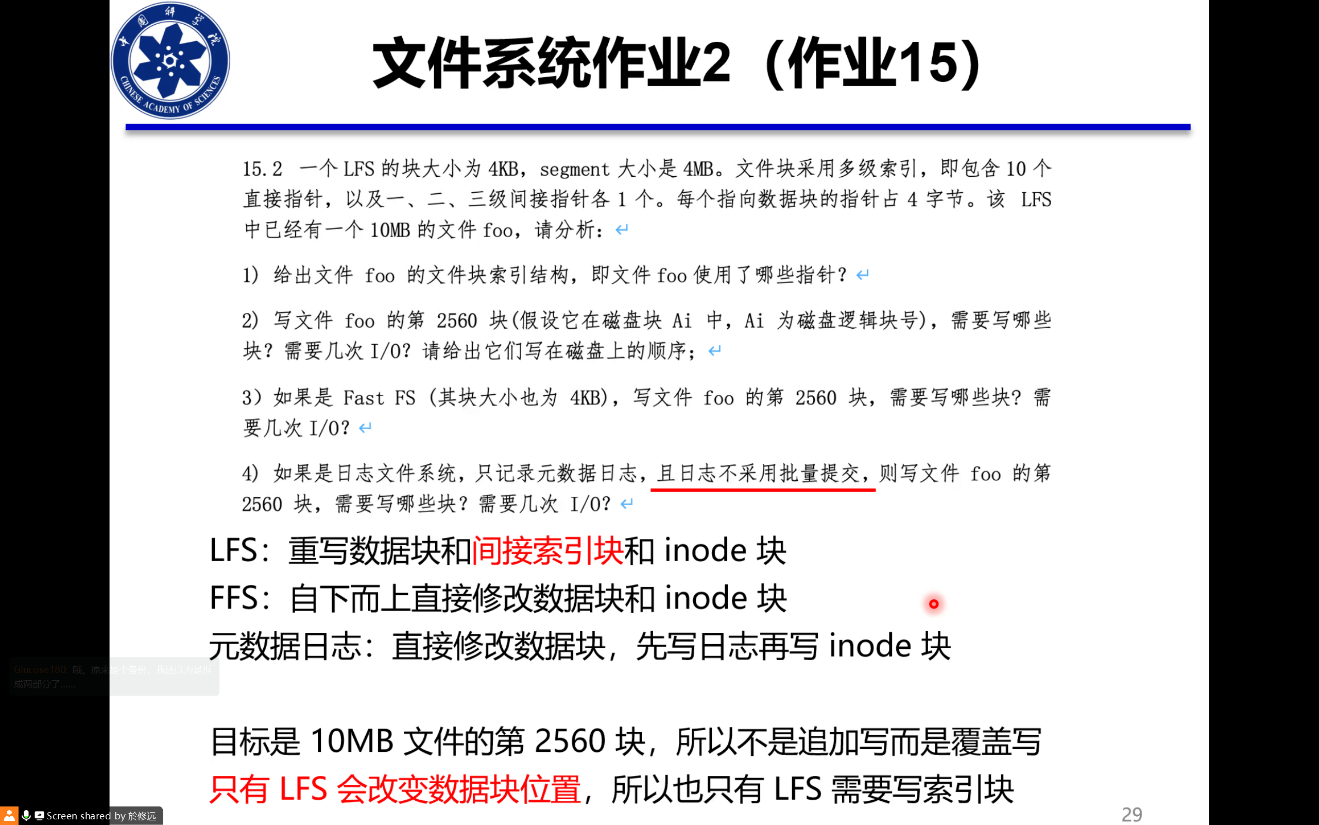 中国科学院
CHINESE ACADEMY OF SCIENCES
文件系统作业2（作业15）
15.2 一个 LFS 的块大小为 4KB，segment 大小是 4MB。文件块采用多级索引，即包含 10 个
直接指针，以及一、二、三级间接指针各 1 个。每个指向数据块的指针占 4 字节。该 LFS
中已经有一个 10MB 的文件 foo，请分析：↵
1) 给出文件 foo 的文件块索引结构，即文件 foo 使用了哪些指针？↵
2) 写文件 foo 的第 2560 块(假设它在磁盘块 Ai 中，Ai 为磁盘逻辑块号)，需要写哪些
块？需要几次 I/O？请给出它们写在磁盘上的顺序；↵
3）如果是 Fast FS (其块大小也为 4KB)，写文件 foo 的第 2560 块，需要写哪些块? 需
要几次 I/O？↵
4) 如果是日志文件系统，只记录元数据日志，且日志不采用批量提交，则写文件 foo 的第
2560 块，需要写哪些块？需要几次 I/O？↵
LFS：重写数据块和间接索引块和 inode 块
FFS：自下而上直接修改数据块和 inode 块
元数据日志：直接修改数据块，先写日志再写 inode 块
目标是 10MB 文件的第 2560 块，所以不是追加写而是覆盖写
只有 LFS 会改变数据块位置，所以也只有 LFS 需要写索引块
29
Screen shared by 於修远